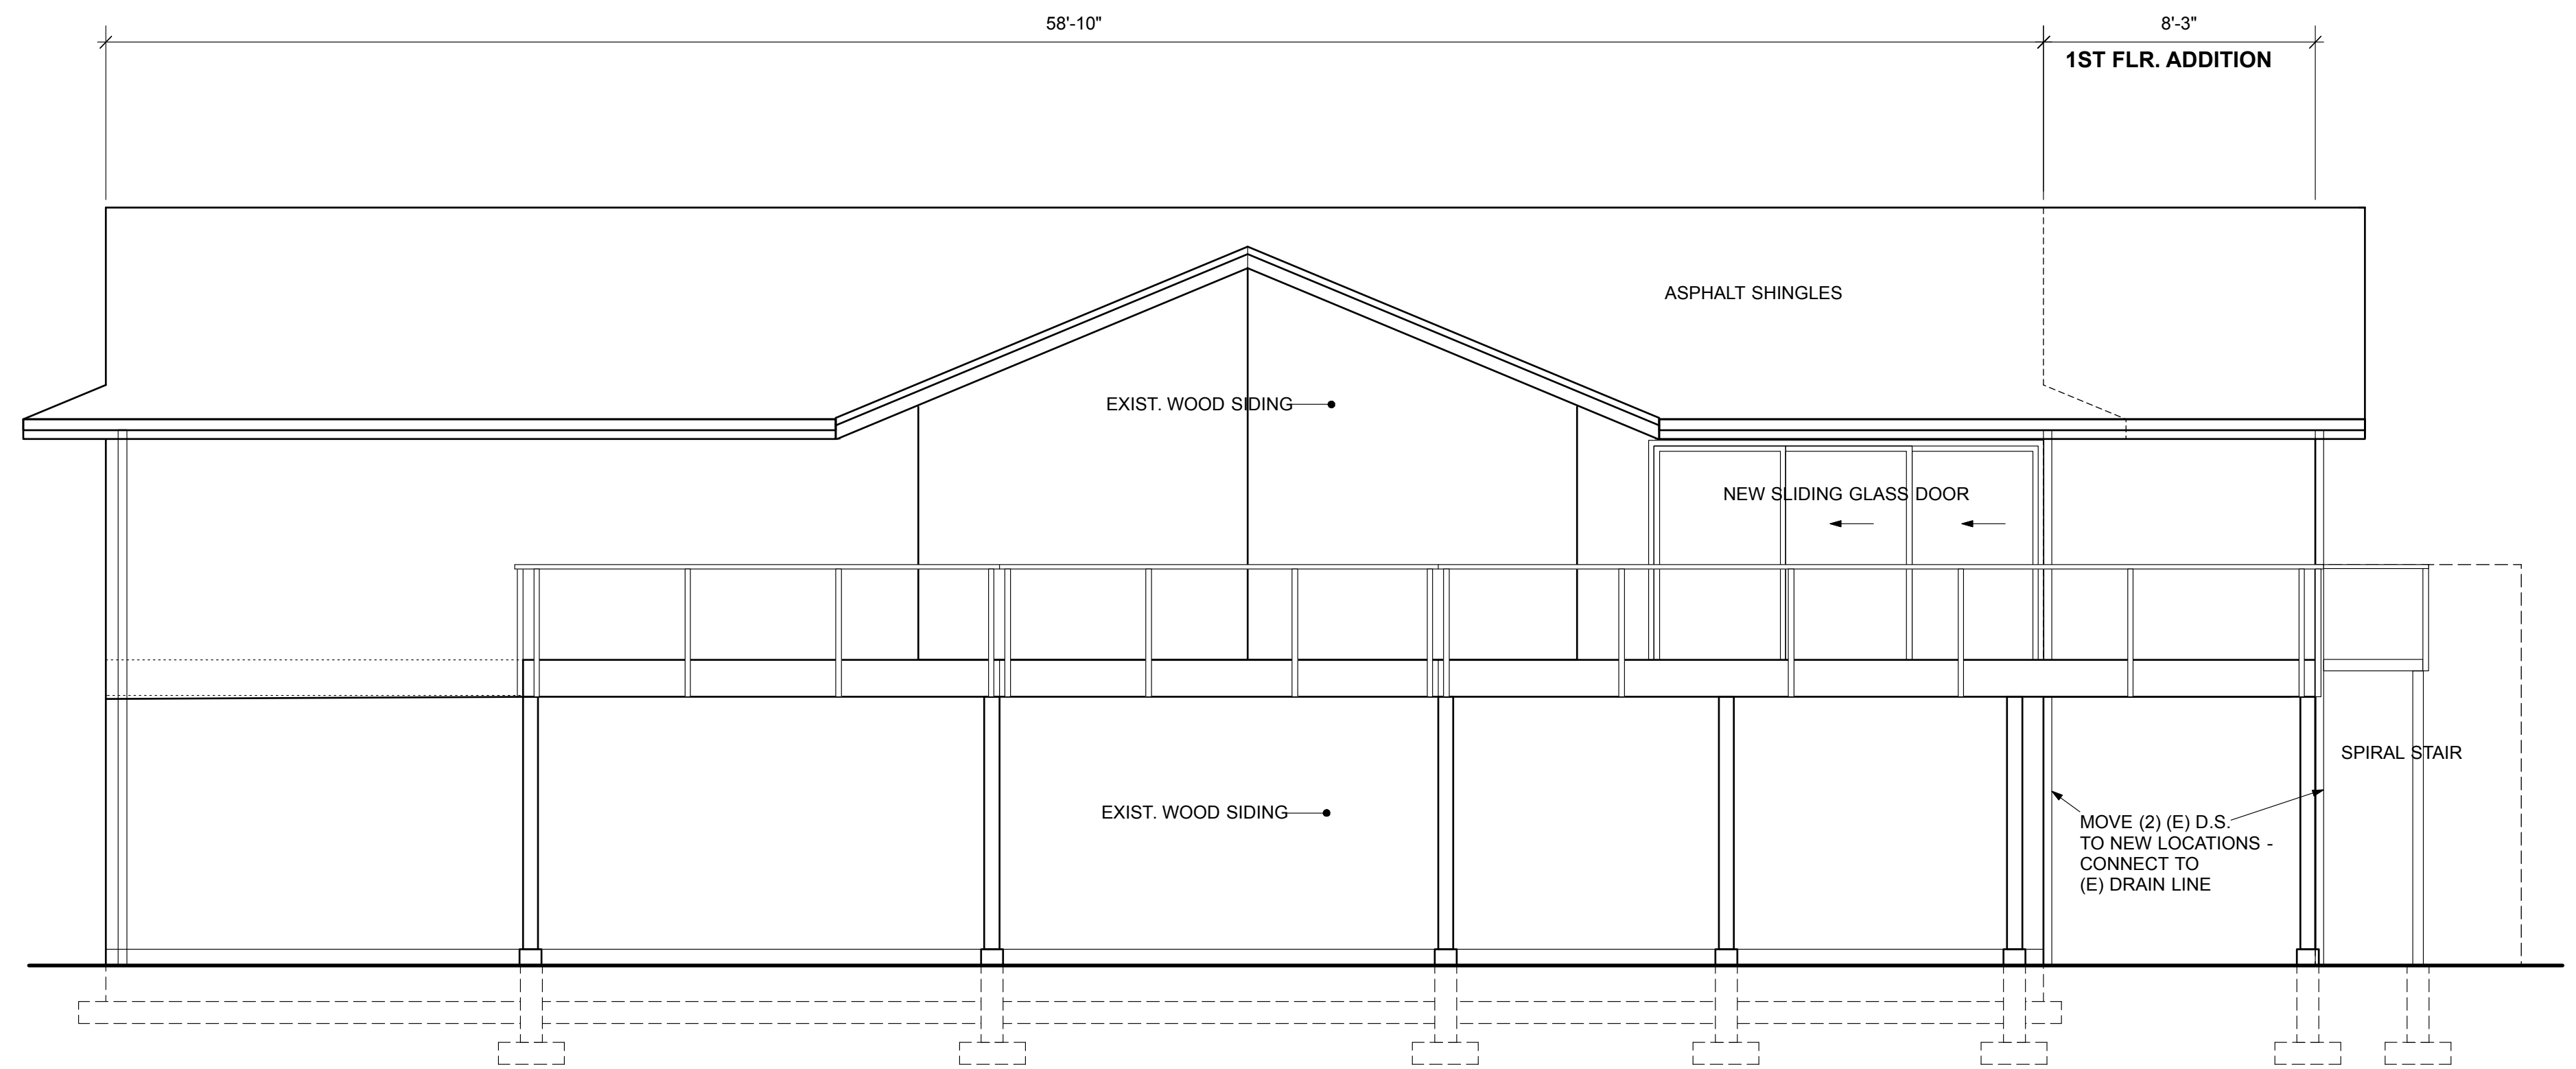 58'-10"
8'-3"
1ST FLR. ADDITION
ASPHALT SHINGLES
EXIST. WOOD SIDING
NEW SLIDING GLASS DOOR
SPIRAL STAIR
EXIST. WOOD SIDING
MOVE (2) (E) D.S.
TO NEW LOCATIONS -
CONNECT TO
(E) DRAIN LINE